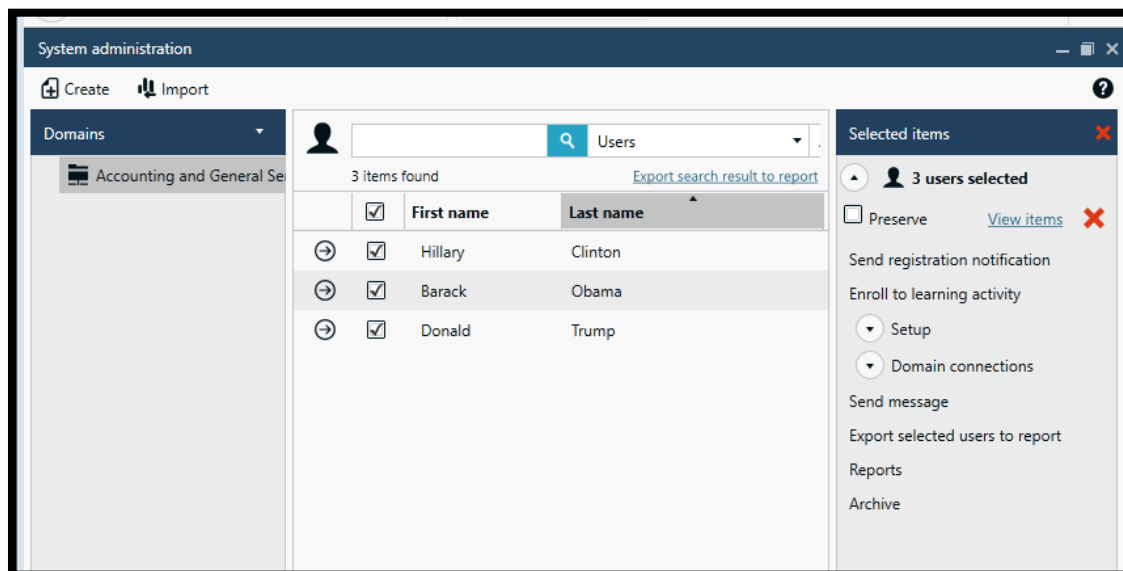 System administration
Create Import
Domains
Accounting and General Se
Users
3 items found Export search result to report
First name Last name
Hillary Clinton
Barack Obama
Donald Trump
Selected items
3 users selected
Preserve View items
Send registration notification
Enroll to learning activity
Setup
Domain connections
Send message
Export selected users to report
Reports
Archive